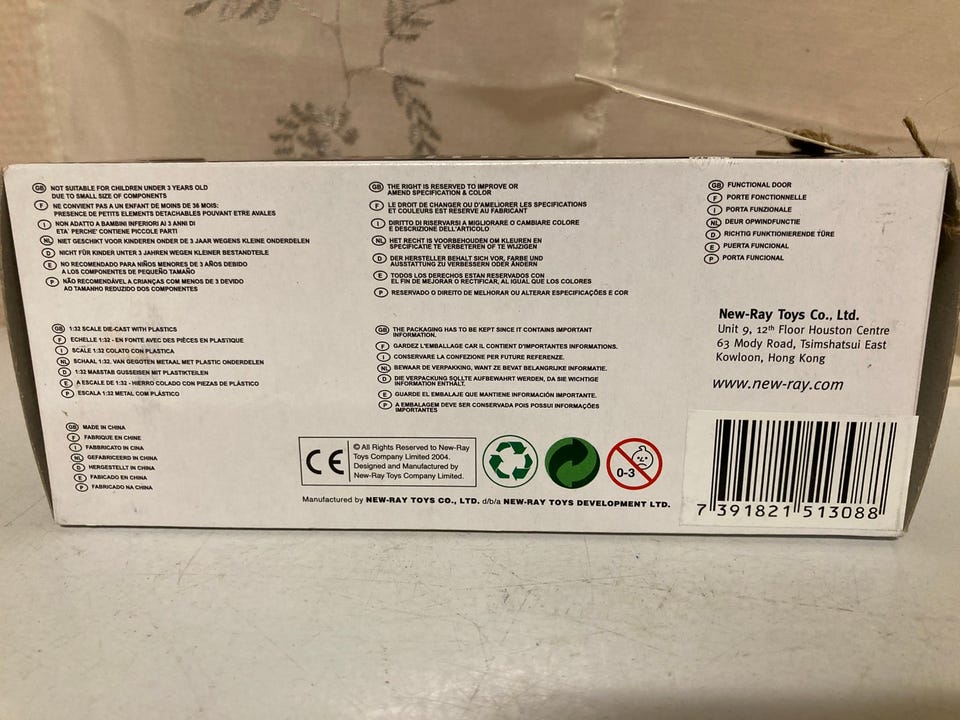 GB NOT SUITABLE FOR CHILDREN UNDER 3 YEARS OLD
DUE TO SMALL SIZE OF COMPONENTS
F NE CONVIENT PAS A UN ENFANT DE MOINS DE 36 MOIS:
PRESENCE DE PETITS ELEMENTS DETACHABLES POUVANT ETRE AVALES
I NON ADATTO A BAMBINI INFERIORI AI 3 ANNI DI
ETA' PERCHE' CONTIENE PICCOLE PARTI
NL NIET GESCHIKT VOOR KINDEREN ONDER DE 3 JAAR WEGENS KLEINE ONDERDELEN
D NICHT FÜR KINDER UNTER 3 JAHREN WEGEN KLEINER BESTANDTEILE
E NO RECOMENDADO PARA NIÑOS MENORES DE 3 AÑOS DEBIDO
A LOS COMPONENTES DE PEQUEÑO TAMAÑO
P NÃO RECOMENDÁVEL A CRIANÇAS COM MENOS DE 3 DEVIDO
AO TAMANHO REDUZIDO DOS COMPONENTES
GB 1:32 SCALE DIE-CAST WITH PLASTICS
F ECHELLE 1:32 - EN FONTE AVEC DES PIÈCES EN PLASTIQUE
I SCALE 1:32 COLATO CON PLASTICA
NL SCHAAL 1:32. VAN GEGOTEN METAAL MET PLASTIC ONDERDELEN
D 1:32 MASSTAB GUSSEISEN MIT PLASTIKTEILEN
E A ESCALA DE 1:32 - HIERRO COLADO CON PIEZAS DE PLÁSTICO
P ESCALA 1:32 METAL COM PLÁSTICO
GB MADE IN CHINA
F FABRIQUE EN CHINE
I FABBRICATO IN CINA
NL GEFABRICEERD IN CHINA
D HERGESTELLT IN CHINA
E FABICADO EN CHINA
P FABRICADO NA CHINA
GB THE RIGHT IS RESERVED TO IMPROVE OR
AMEND SPECIFICATION & COLOR
F LE DROIT DE CHANGER OU D'AMELIORER LES SPECIFICATIONS
ET COULEURS EST RÉSERVE AU FABRICANT
I DIRITTO DI RISERVARSI A MIGLIORARE O CAMBIARE COLORE
E DESCRIZIONE DELL'ARTICOLO
NL HET RECHT IS VOORBEHOUDEN OM KLEUREN EN
SPECIFICATIE TE VERBETEREN OF TE WIJZIGEN
D DER HERSTELLER BEHALT SICH VOR, FARBE UND
AUSSTATTUNG ZU VERBESSERN ODER ÄNDERN
E TODOS LOS DERECHOS ESTAN RESERVADOS CON
EL FIN DE MEJORAR O RECTIFICAR, AL IGUAL QUE LOS COLORES
P RESERVADO O DIREITO DE MELHORAR OU ALTERAR ESPECIFICAÇÕES E COR
GB THE PACKAGING HAS TO BE KEPT SINCE IT CONTAINS IMPORTANT
INFORMATION.
F GARDEZ L'EMBALLAGE CAR IL CONTIENT D'IMPORTANTES INFORMATIONS.
I CONSERVARE LA CONFEZIONE PER FUTURE REFERENZE.
NL BEWAAR DE VERPAKKING, WANT ZE BEVAT BELANGRIJKE INFORMATIE.
D DIE VERPACKUNG SOLLTE AUFBEWAHRT WERDEN, DA SIE WICHTIGE
INFORMATION ENTHÄLT.
E GUARDE EL EMBALAJE QUE MANTIENE INFORMACIÓN IMPORTANTE.
P A EMBALAGEM DEVE SER CONSERVADA POIS POSSUI INFORMAÇÕES
IMPORTANTES
CE
© All Rights Reserved to New-Ray
Toys Company Limited 2004.
Designed and Manufactured by
New-Ray Toys Company Limited.
0-3
Manufactured by NEW-RAY TOYS CO., LTD. d/b/a NEW-RAY TOYS DEVELOPMENT LTD.
GB FUNCTIONAL DOOR
F PORTE FONCTIONNELLE
I PORTA FUNZIONALE
NL DEUR OPWINDFUNCTIE
D RICHTIG FUNKTIONIERENDE TÜRE
E PUERTA FUNCIONAL
P PORTA FUNCIONAL
New-Ray Toys Co., Ltd.
Unit 9, 12th Floor Houston Centre
63 Mody Road, Tsimshatsui East
Kowloon, Hong Kong
www.new-ray.com
7 391821 513088